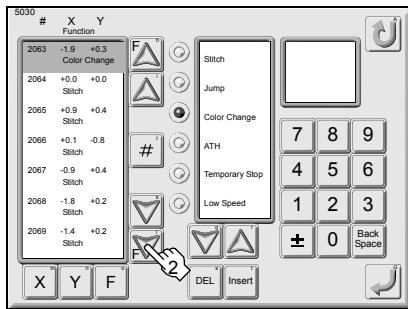 5030
# X Y
Function
2063 -1.9 +0.3
Color Change
2064 +0.0 +0.0
Stitch
2065 +0.9 +0.4
Stitch
2066 +0.1 -0.8
Stitch
2067 -0.9 +0.4
Stitch
2068 -1.8 +0.2
Stitch
2069 -1.4 +0.2
Stitch
F
#
F
2
Stitch
Jump
Color Change
ATH
Temporary Stop
Low Speed
7 8 9
4 5 6
1 2 3
± 0 Back
Space
X Y F
DEL Insert